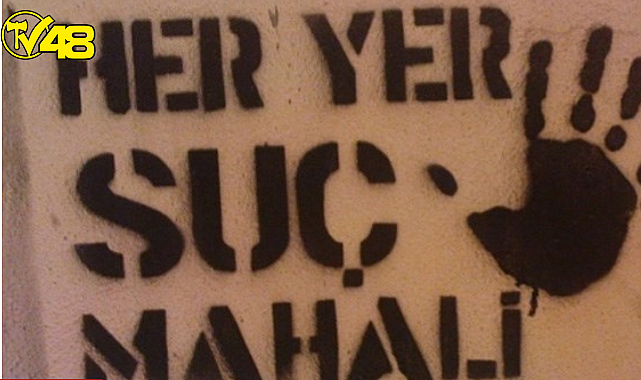 TV48
HER YER
SUÇ
MAHALİ